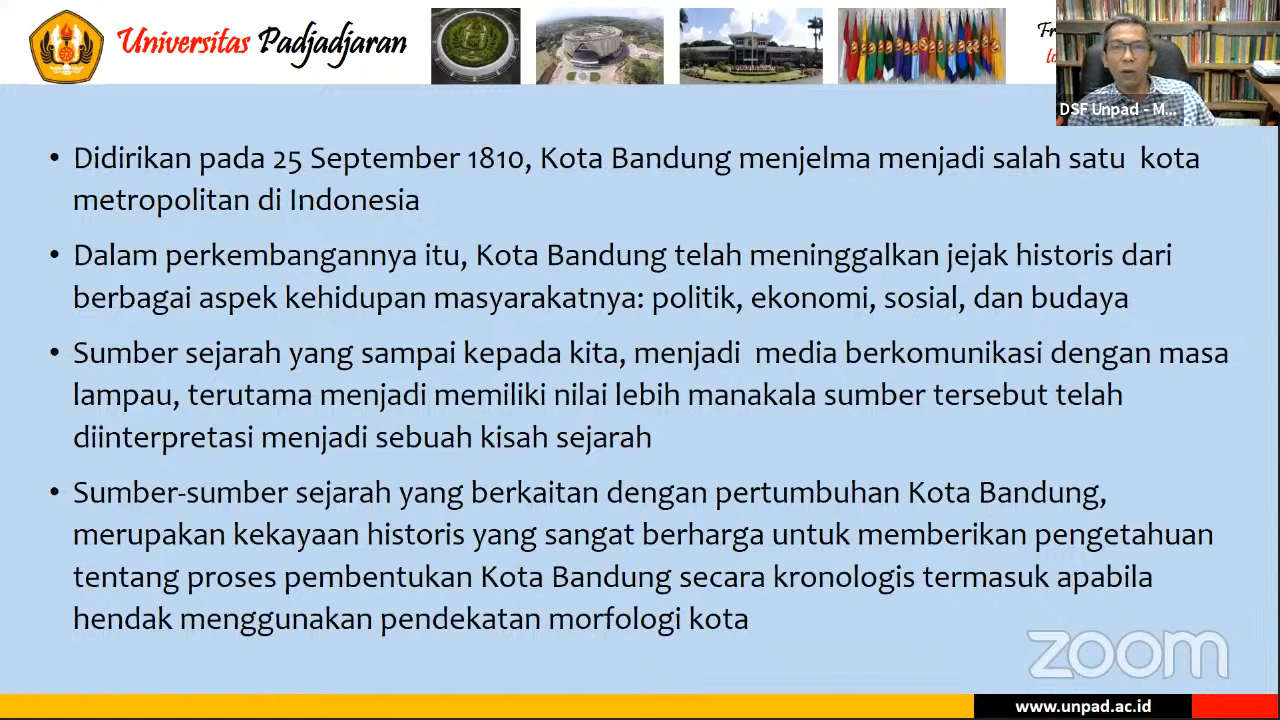 Universitas Padjadjaran
DSF Unpad - M...
• Didirikan pada 25 September 1810, Kota Bandung menjelma menjadi salah satu kota
metropolitan di Indonesia
• Dalam perkembangannya itu, Kota Bandung telah meninggalkan jejak historis dari
berbagai aspek kehidupan masyarakatnya: politik, ekonomi, sosial, dan budaya
• Sumber sejarah yang sampai kepada kita, menjadi media berkomunikasi dengan masa
lampau, terutama menjadi memiliki nilai lebih manakala sumber tersebut telah
diinterpretasi menjadi sebuah kisah sejarah
• Sumber-sumber sejarah yang berkaitan dengan pertumbuhan Kota Bandung,
merupakan kekayaan historis yang sangat berharga untuk memberikan pengetahuan
tentang proses pembentukan Kota Bandung secara kronologis termasuk apabila
hendak menggunakan pendekatan morfologi kota
zoom
www.unpad.ac.id